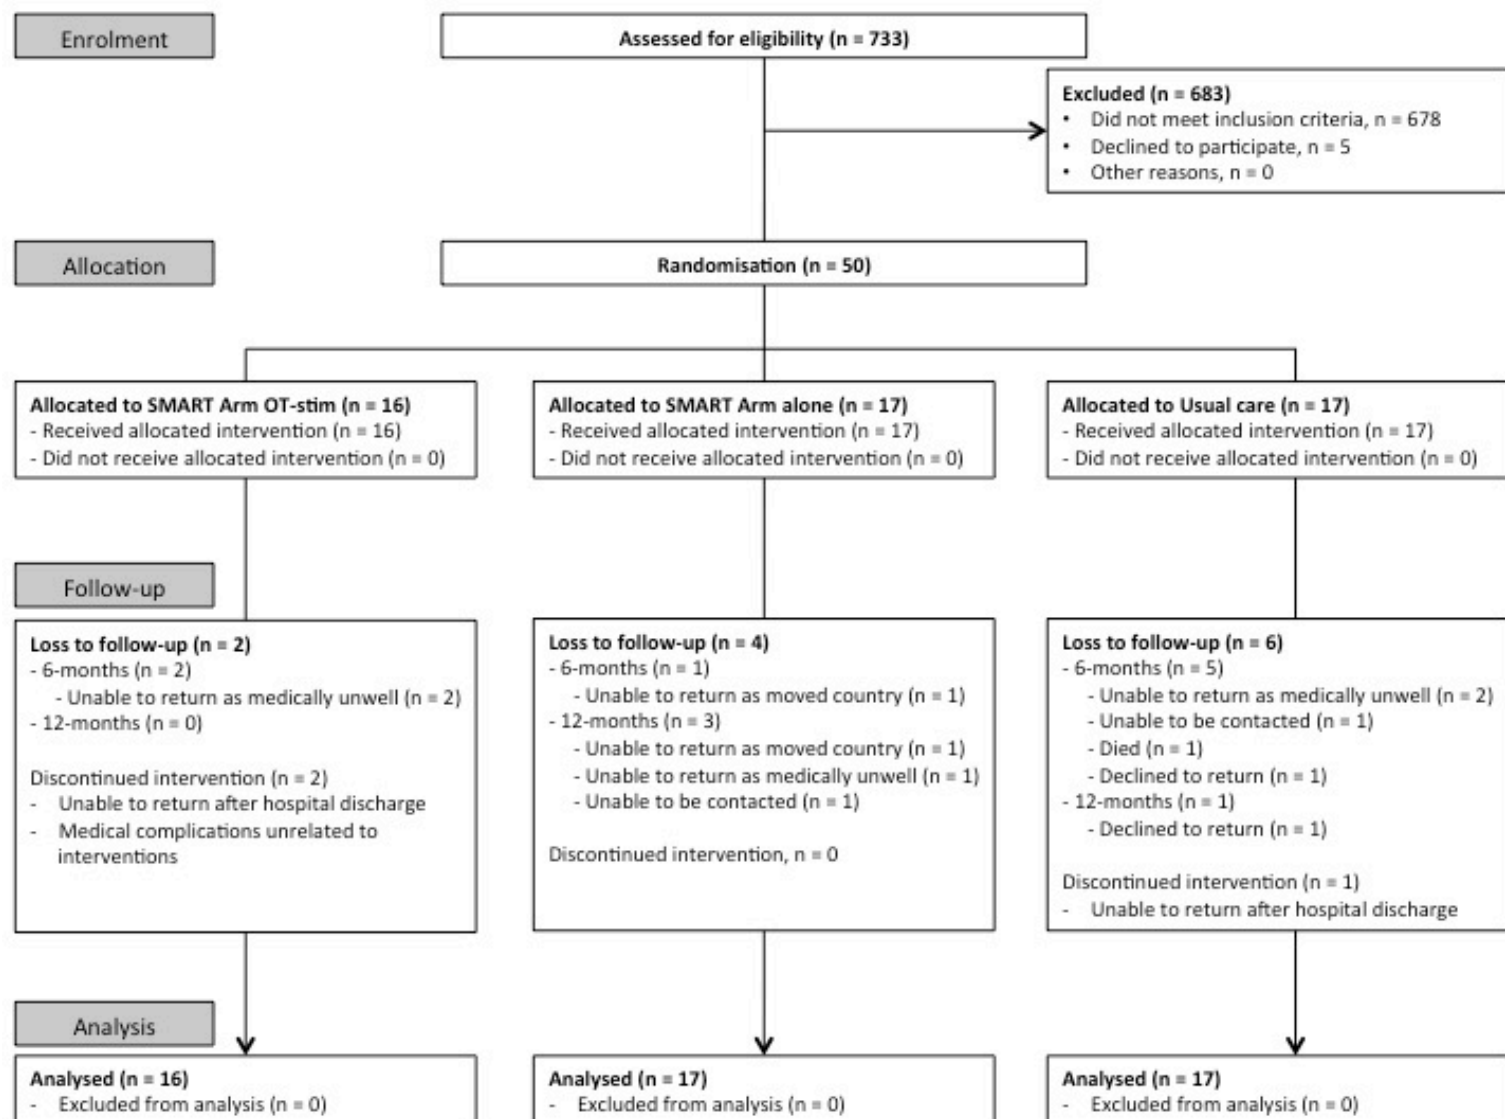 Enrolment
Assessed for eligibility (n = 733)
Excluded (n = 683)
• Did not meet inclusion criteria, n = 678
• Declined to participate, n = 5
• Other reasons, n = 0
Allocation
Randomisation (n = 50)
Allocated to SMART Arm OT-stim (n = 16)
- Received allocated intervention (n = 16)
- Did not receive allocated intervention (n = 0)
Allocated to SMART Arm alone (n = 17)
- Received allocated intervention (n = 17)
- Did not receive allocated intervention (n = 0)
Allocated to Usual care (n = 17)
- Received allocated intervention (n = 17)
- Did not receive allocated intervention (n = 0)
Follow-up
Loss to follow-up (n = 2)
- 6-months (n = 2)
- Unable to return as medically unwell (n = 2)
- 12-months (n = 0)
Discontinued intervention (n = 2)
- Unable to return after hospital discharge
- Medical complications unrelated to
interventions
Loss to follow-up (n = 4)
- 6-months (n = 1)
- Unable to return as moved country (n = 1)
- 12-months (n = 3)
- Unable to return as moved country (n = 1)
- Unable to return as medically unwell (n = 1)
- Unable to be contacted (n = 1)
Discontinued intervention, n = 0
Loss to follow-up (n = 6)
- 6-months (n = 5)
- Unable to return as medically unwell (n = 2)
- Unable to be contacted (n = 1)
- Died (n = 1)
- Declined to return (n = 1)
- 12-months (n = 1)
- Declined to return (n = 1)
Discontinued intervention (n = 1)
- Unable to return after hospital discharge
Analysis
Analysed (n = 16)
- Excluded from analysis (n = 0)
Analysed (n = 17)
- Excluded from analysis (n = 0)
Analysed (n = 17)
- Excluded from analysis (n = 0)